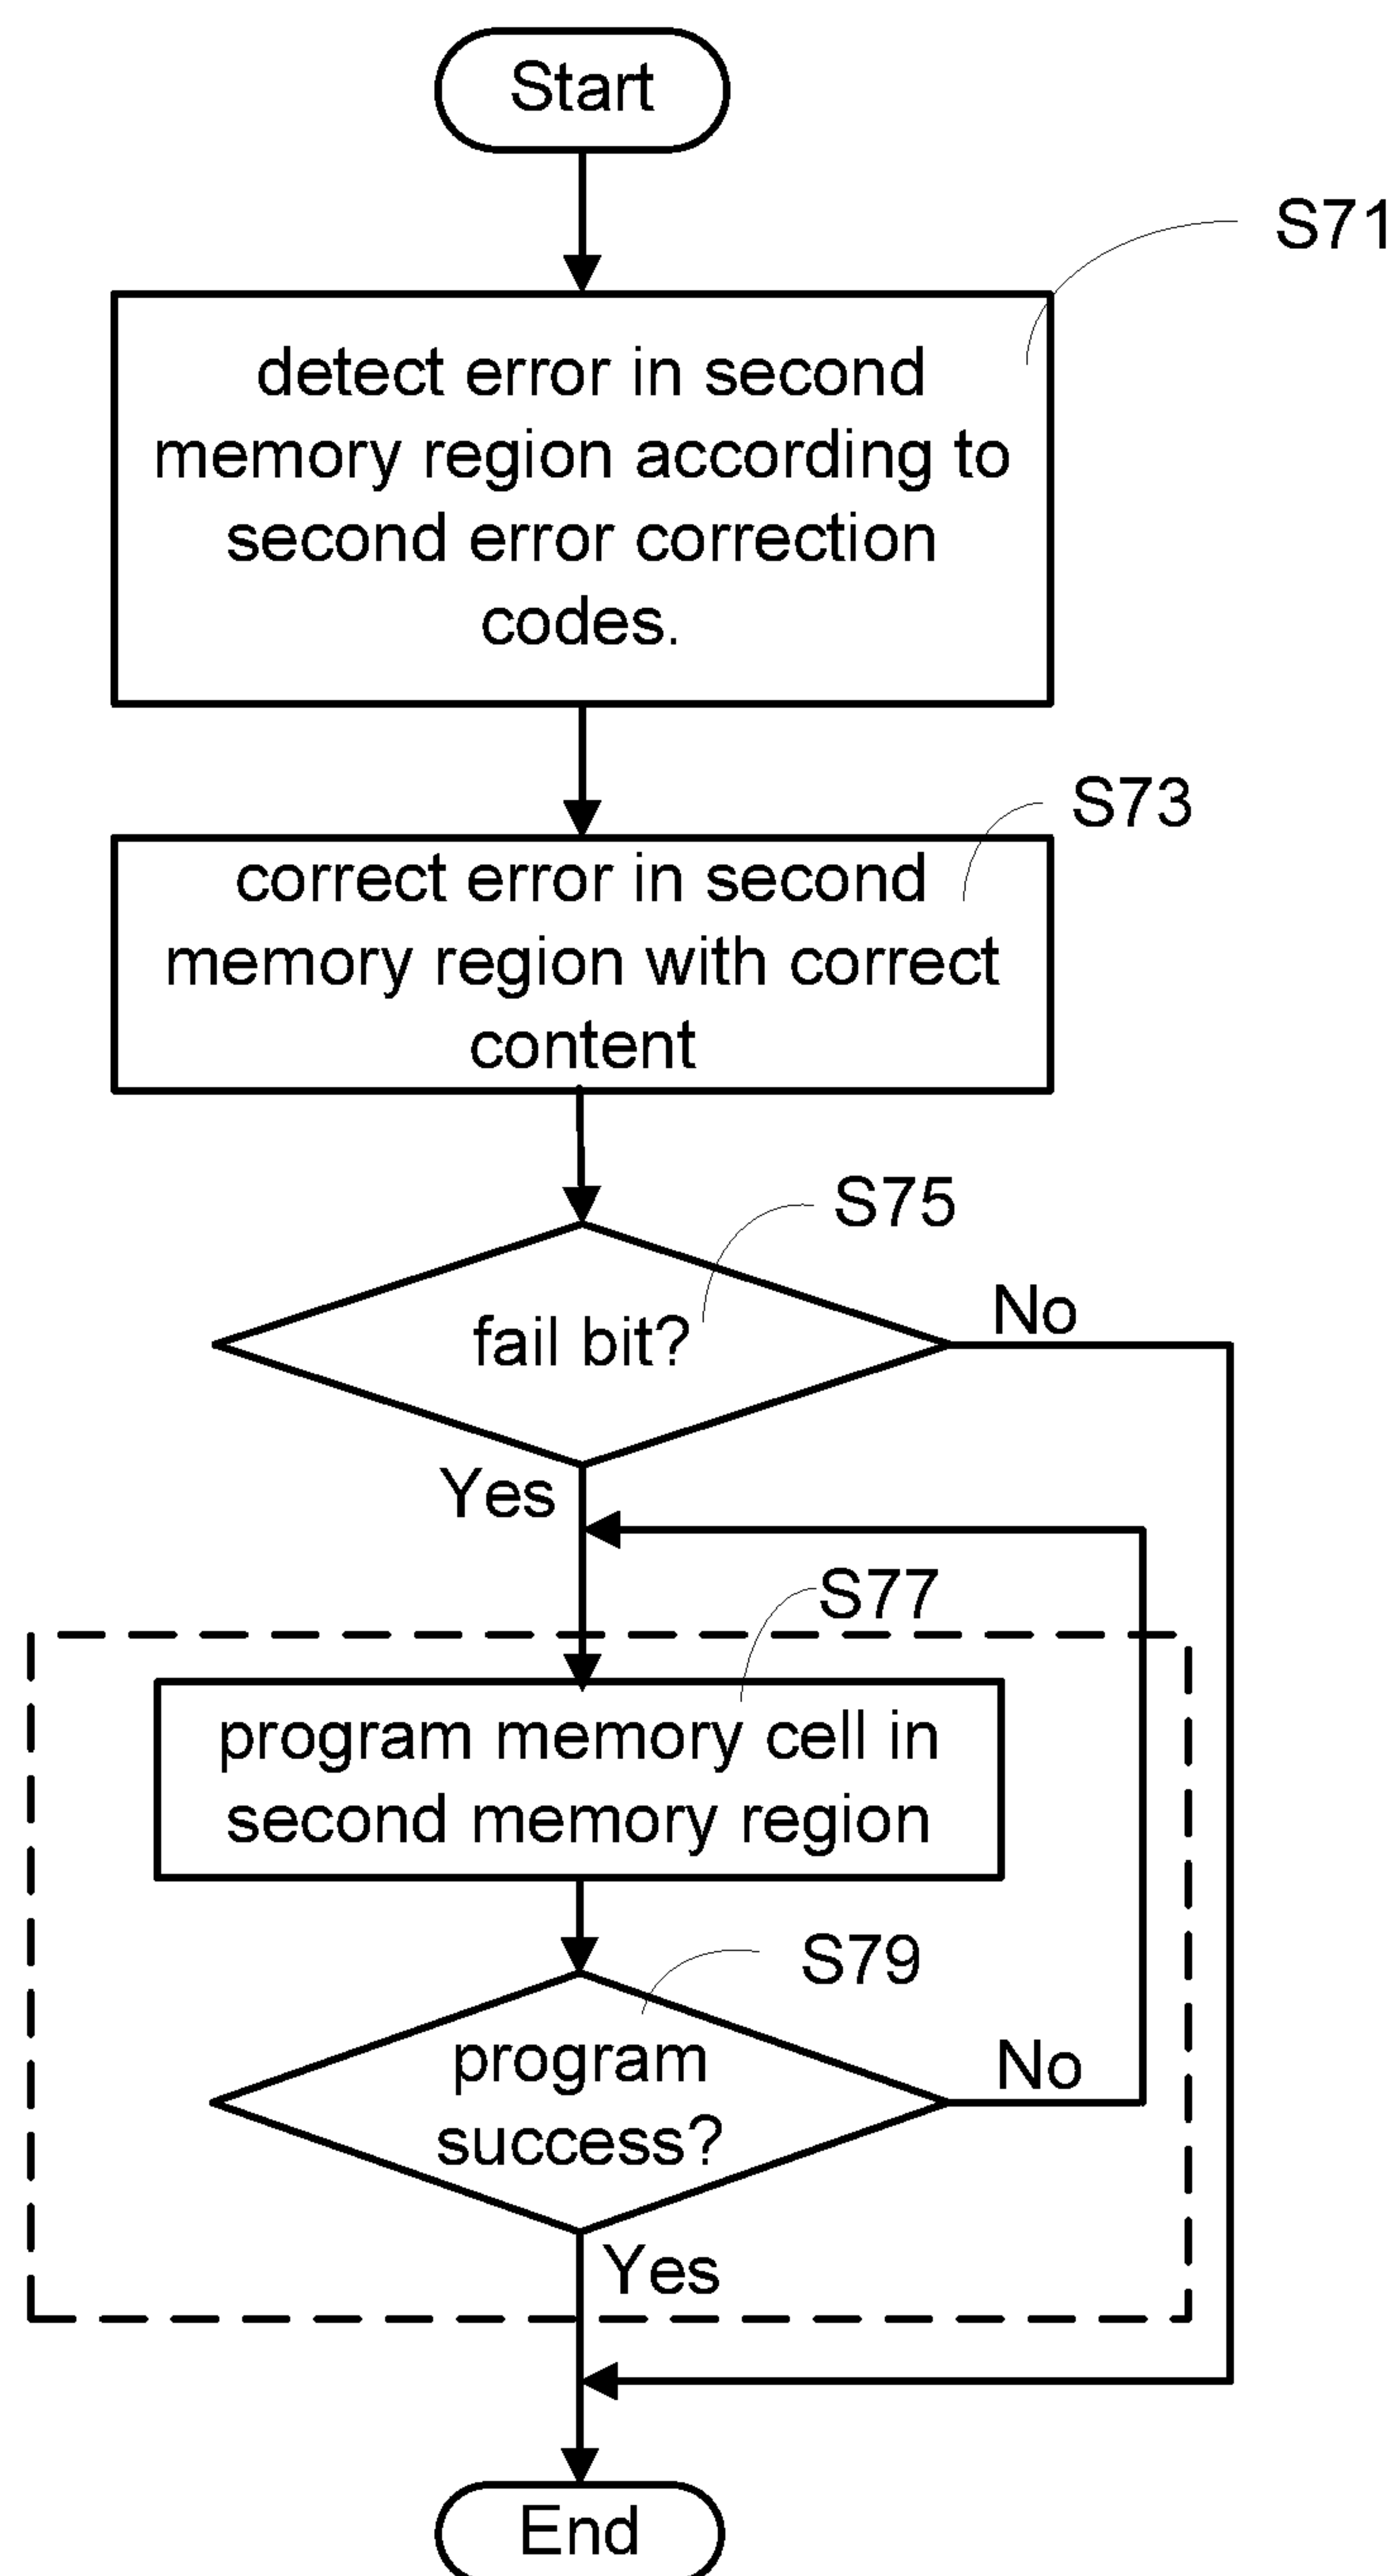 Start
S71
detect error in second
memory region according to
second error correction
codes.
S73
correct error in second
memory region with correct
content
S75
fail bit?
No
Yes
S77
program memory cell in
second memory region
S79
program
success?
No
Yes
End